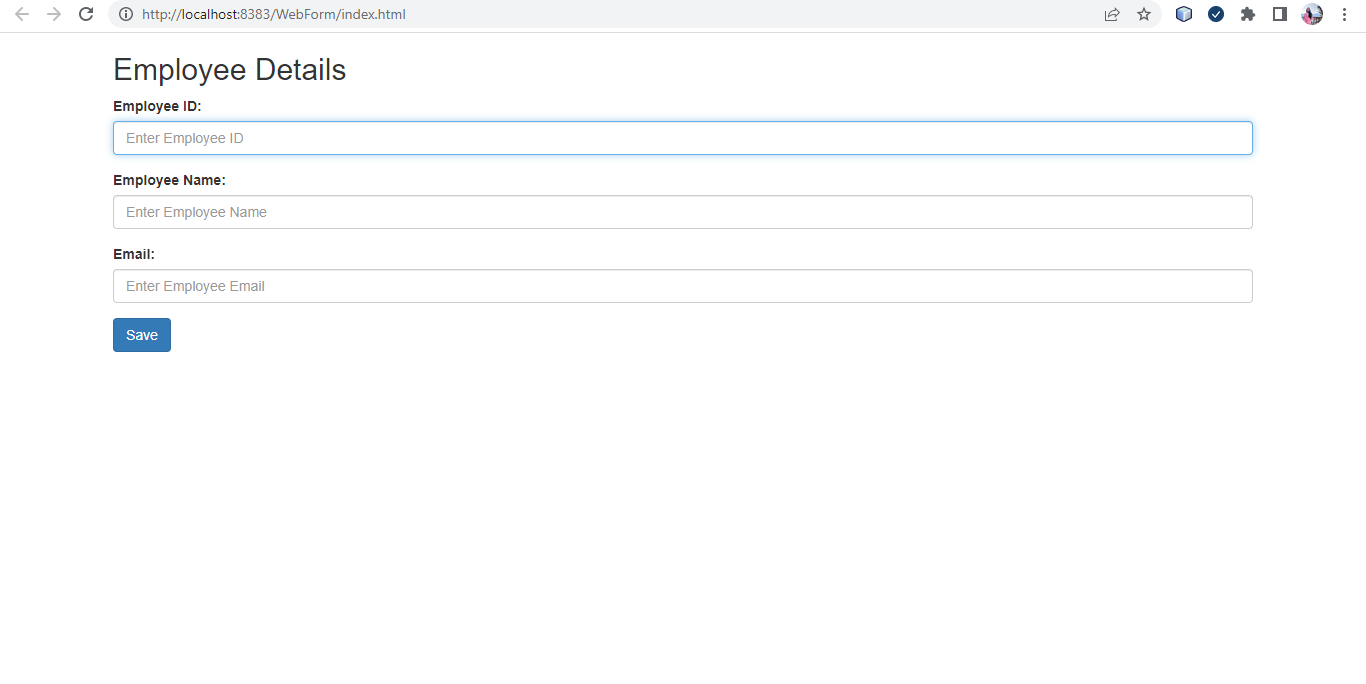 http://localhost:8383/WebForm/index.html
Employee Details
Employee ID:
Enter Employee ID
Employee Name:
Enter Employee Name
Email:
Enter Employee Email
Save